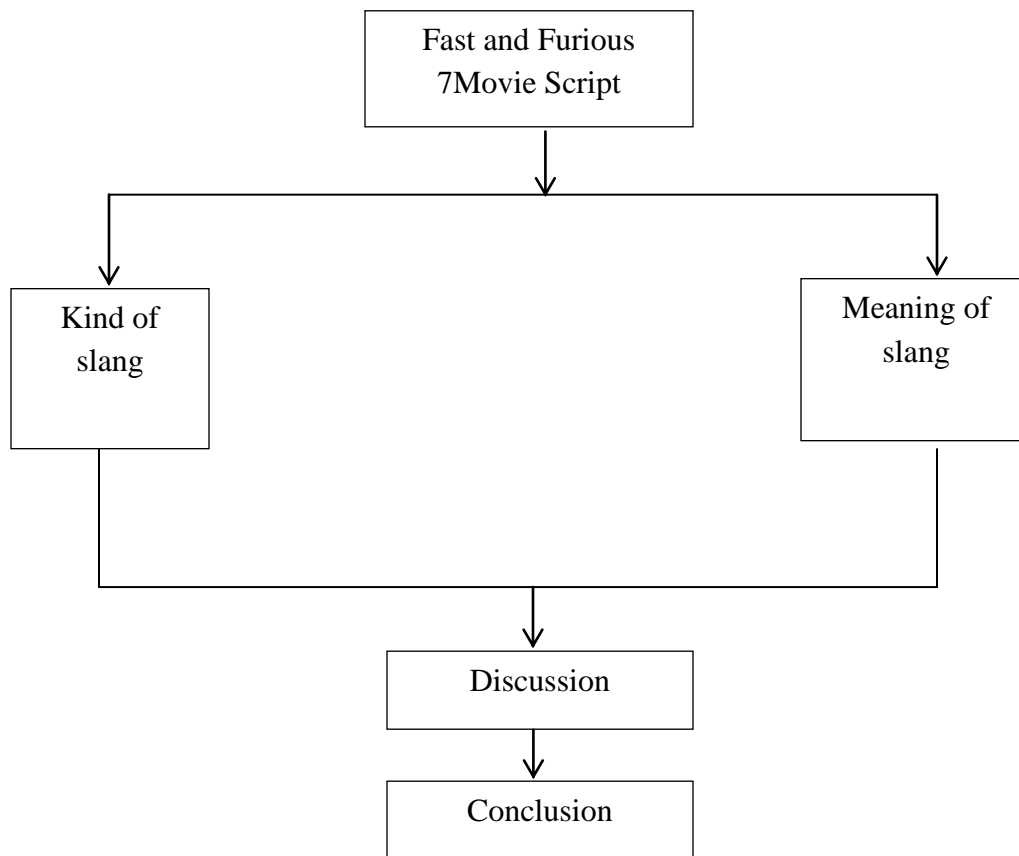 Fast and Furious
7Movie Script
Kind of
slang
Meaning of
slang
Discussion
Conclusion